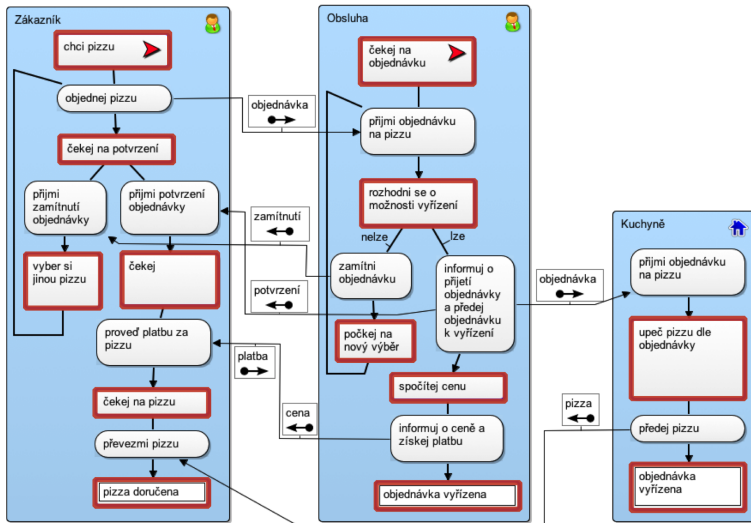 Zákazník
chci pizzu
objednej pizzu
čekej na potvrzení
přijmi
zamítnutí
objednávky
přijmi potvrzení
objednávky
vyber si
jinou pizzu
čekej
proveď platbu za
pizzu
čekej na pizzu
převezmi pizzu
pizza doručena
objednávka
zamítnutí
potvrzení
platba
cena
Obsluha
čekej na
objednávku
přijmi objednávku
na pizzu
rozhodni se o
možnosti vyřízení
nelze
lze
zamítni
objednávku
informuj o
přijetí
objednávky
a předej
objednávku
k vyřízení
počkej na
nový výběr
spočítej cenu
informuj o ceně a
získej platbu
objednávka vyřízena
objednávka
pizza
Kuchyně
přijmi objednávku
na pizzu
upeč pizzu dle
objednávky
předej pizzu
objednávka
vyřízena